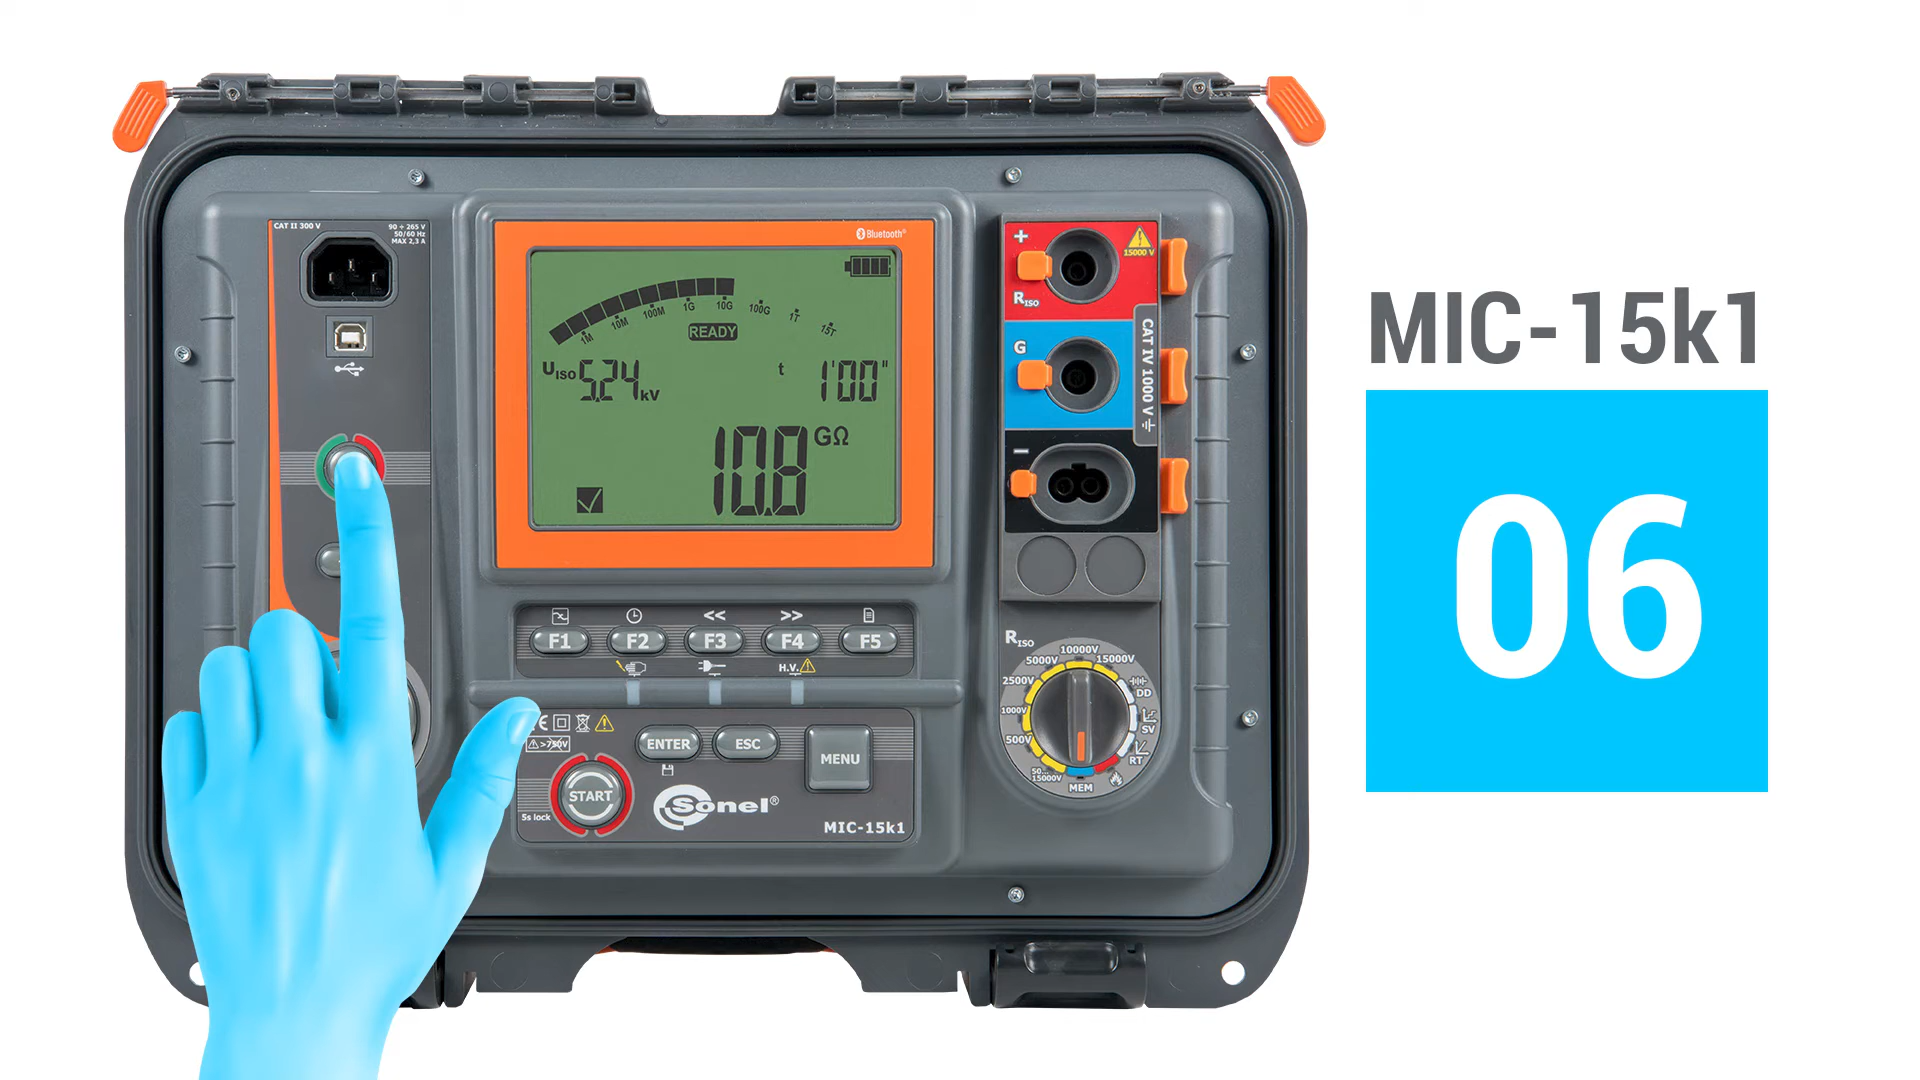 CAT II 300 V
90 ÷ 265 V
50/60 Hz
MAX 2,3 A
Bluetooth®
1M
10M
100M
1G
10G
100G
1T
15T
READY
UISO 5.24 kV
t 1'00"
10.8 GΩ
+
15000 V
RISO
G
CAT IV 1000 V
-
F1
F2
<<
F3
>>
F4
F5
H.V.
>750V
ENTER
ESC
MENU
START
5s lock
Sonel®
MIC-15k1
RISO
10000V
5000V
15000V
2500V
DD
1000V
SV
500V
RT
50...
15000V
MEM
MIC-15k1
06